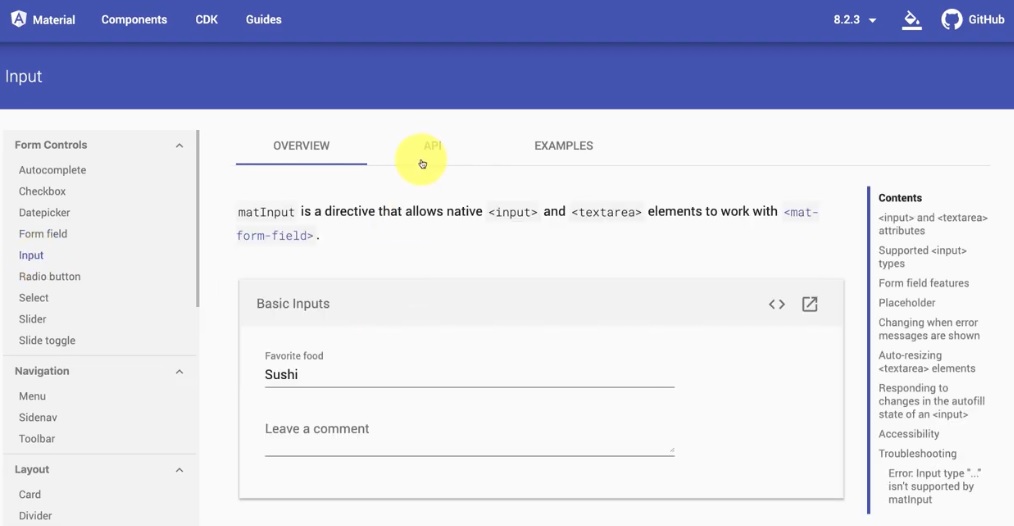 Material Components CDK Guides 8.2.3 GitHub
Input
Form Controls
Autocomplete
Checkbox
Datepicker
Form field
Input
Radio button
Select
Slider
Slide toggle
Navigation
Menu
Sidenav
Toolbar
Layout
Card
Divider
OVERVIEW API EXAMPLES
matInput is a directive that allows native <input> and <textarea> elements to work with <mat-
form-field>.
Basic Inputs
Favorite food
Sushi
Leave a comment
Contents
<input> and <textarea>
attributes
Supported <input>
types
Form field features
Placeholder
Changing when error
messages are shown
Auto-resizing
<textarea> elements
Responding to
changes in the autofill
state of an <input>
Accessibility
Troubleshooting
Error: Input type "..."
isn't supported by
matInput